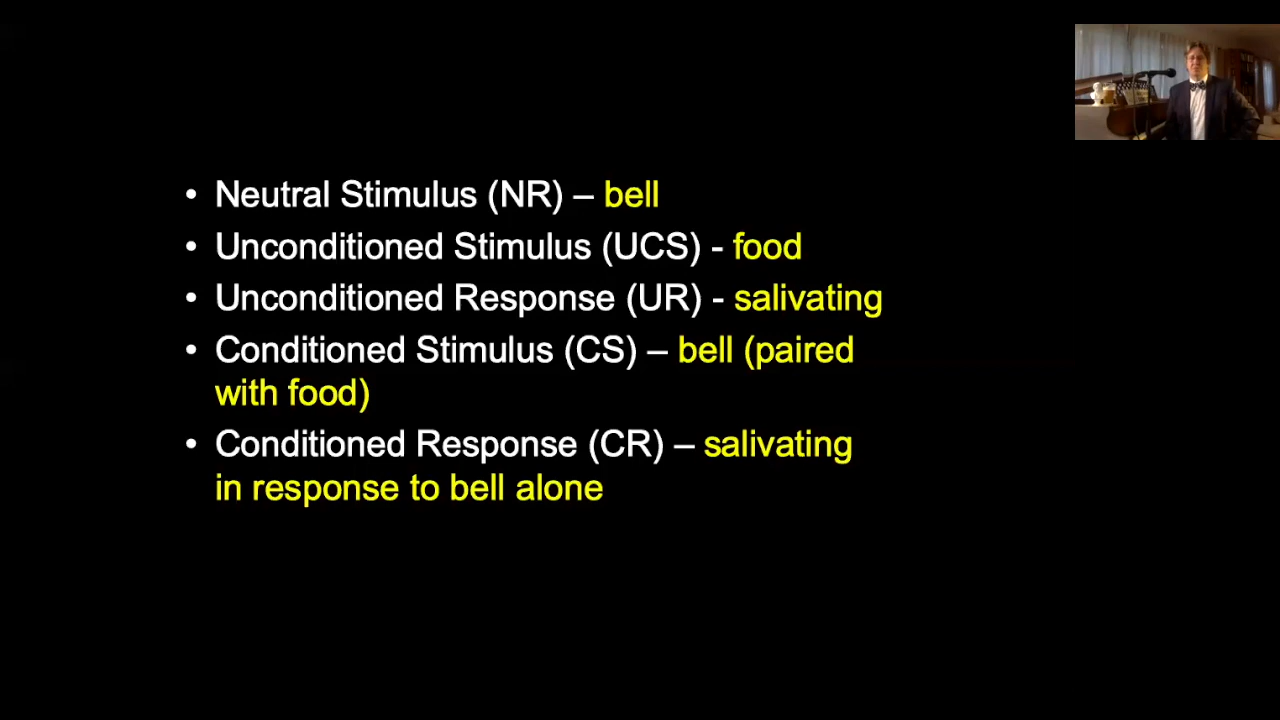 • Neutral Stimulus (NR) – bell
• Unconditioned Stimulus (UCS) - food
• Unconditioned Response (UR) - salivating
• Conditioned Stimulus (CS) – bell (paired
with food)
• Conditioned Response (CR) – salivating
in response to bell alone